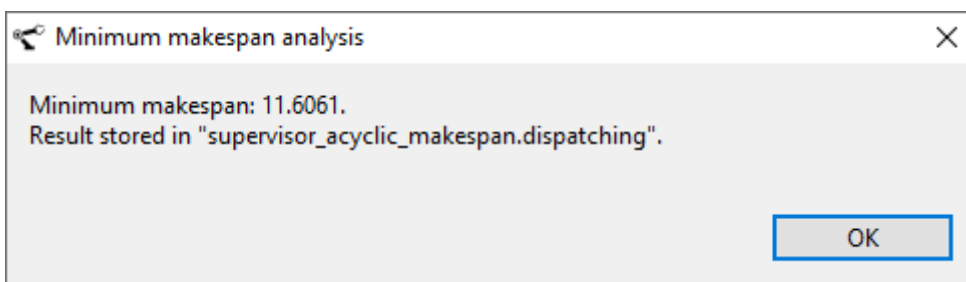 Minimum makespan analysis
Minimum makespan: 11.6061.
Result stored in "supervisor_acyclic_makespan.dispatching".
OK